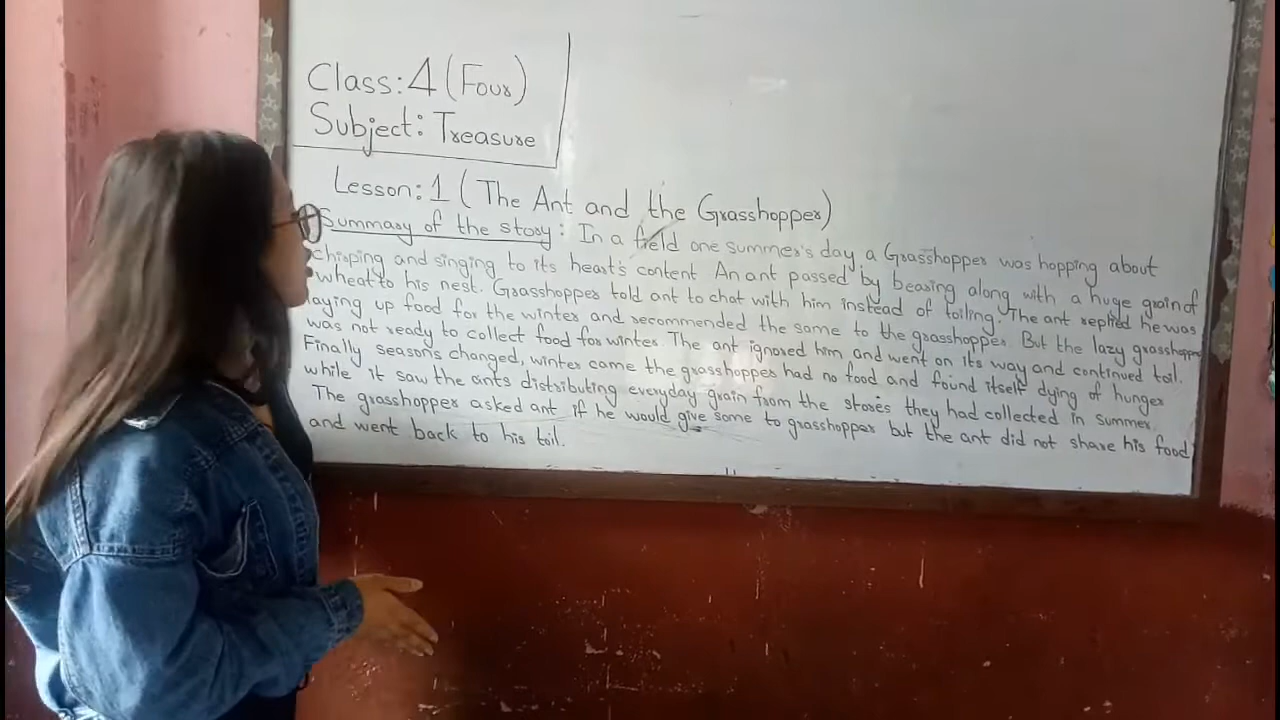 Class: 4 (Four)
Subject: Treasure
Lesson: 1 (The Ant and the Grasshopper)
Summary of the story: In a field one summer's day a Grasshopper was hopping about
chirping and singing to its heart's content. An ant passed by bearing along with a huge grain of
wheat to his nest. Grasshopper told ant to chat with him instead of toiling. The ant replied he was
laying up food for the winter and recommended the same to the grasshopper. But the lazy grasshopper
was not ready to collect food for winter. The ant ignored him and went on its way and continued toil.
Finally seasons changed, winter came the grasshopper had no food and found itself dying of hunger
while it saw the ants distributing everyday grain from the stores they had collected in summer.
The grasshopper asked ant if he would give some to grasshopper but the ant did not share his food
and went back to his toil.